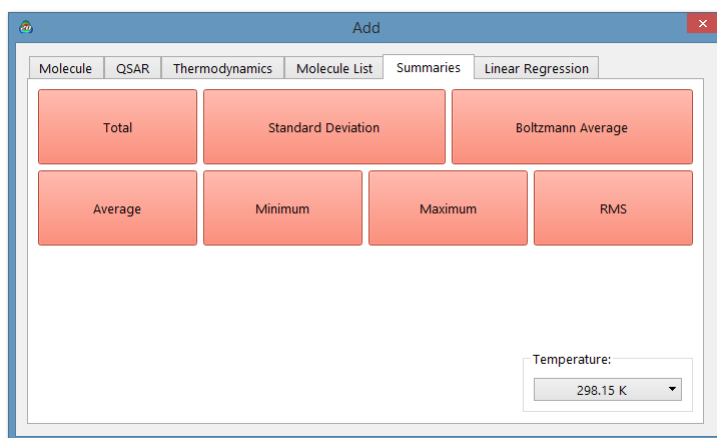 Add
Molecule QSAR Thermodynamics Molecule List Summaries Linear Regression
Total Standard Deviation Boltzmann Average
Average Minimum Maximum RMS
Temperature:
298.15 K